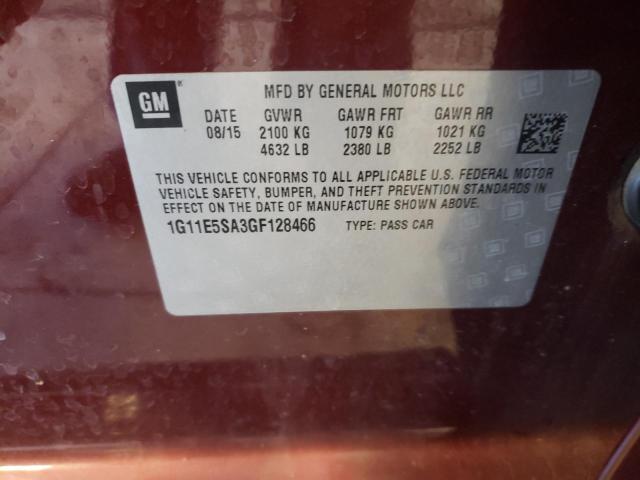 GM ® MFD BY GENERAL MOTORS LLC
DATE GVWR GAWR FRT GAWR RR
08/15 2100 KG 1079 KG 1021 KG
4632 LB 2380 LB 2252 LB
THIS VEHICLE CONFORMS TO ALL APPLICABLE U.S. FEDERAL MOTOR
VEHICLE SAFETY, BUMPER, AND THEFT PREVENTION STANDARDS IN
EFFECT ON THE DATE OF MANUFACTURE SHOWN ABOVE.
1G11E5SA3GF128466 TYPE: PASS CAR